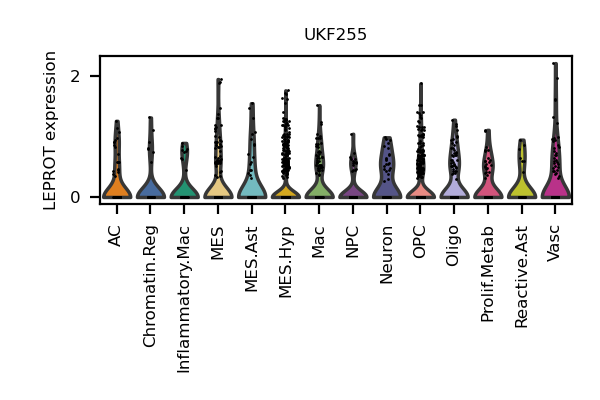 UKF255
LEPROT expression
2
0
AC
Chromatin.Reg
Inflammatory.Mac
MES
MES.Ast
MES.Hyp
Mac
NPC
Neuron
OPC
Oligo
Prolif.Metab
Reactive.Ast
Vasc